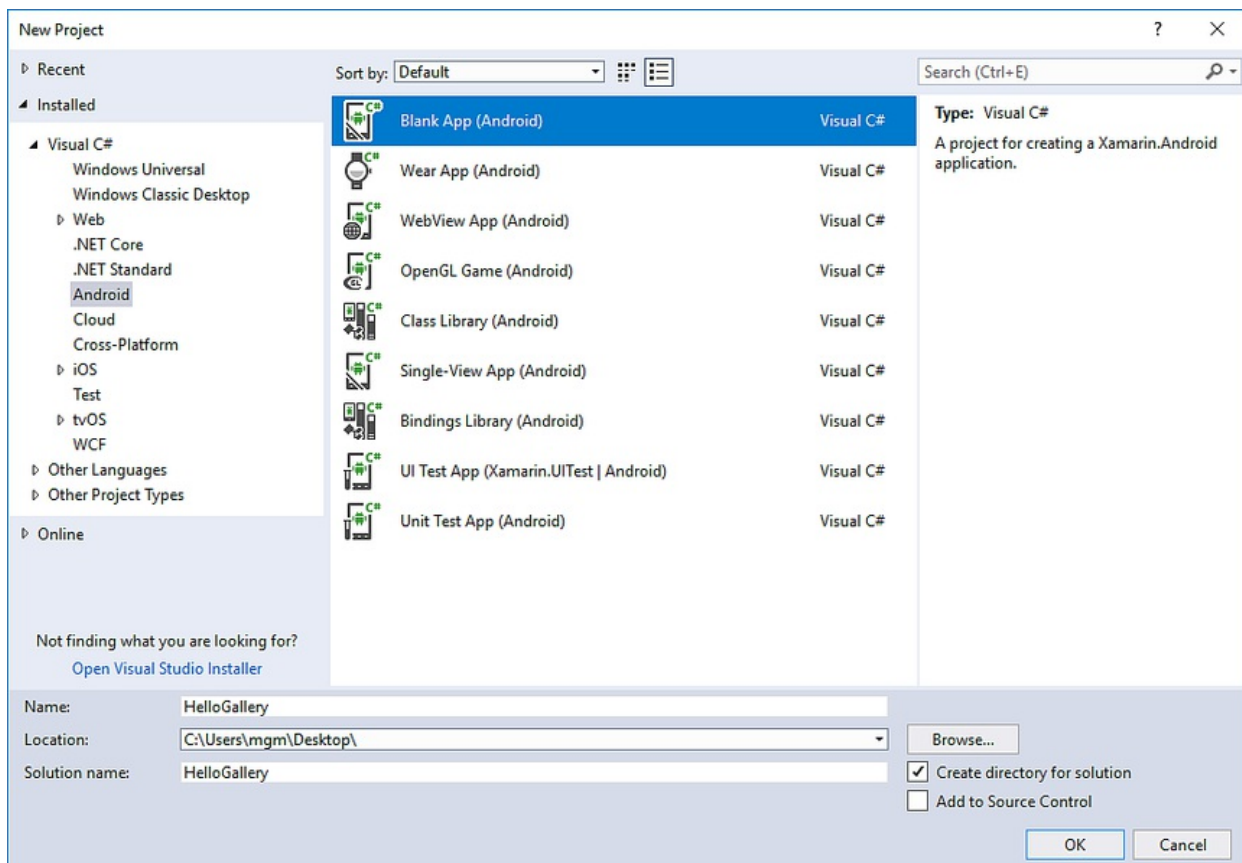 New Project
?
Recent
Installed
Visual C#
Windows Universal
Windows Classic Desktop
Web
.NET Core
.NET Standard
Android
Cloud
Cross-Platform
iOS
Test
tvOS
WCF
Other Languages
Other Project Types
Online
Not finding what you are looking for?
Open Visual Studio Installer
Sort by: Default
Blank App (Android) Visual C#
Wear App (Android) Visual C#
WebView App (Android) Visual C#
OpenGL Game (Android) Visual C#
Class Library (Android) Visual C#
Single-View App (Android) Visual C#
Bindings Library (Android) Visual C#
UI Test App (Xamarin.UITest | Android) Visual C#
Unit Test App (Android) Visual C#
Search (Ctrl+E)
Type: Visual C#
A project for creating a Xamarin.Android
application.
Name: HelloGallery
Location: C:\Users\mgm\Desktop\
Browse...
Solution name: HelloGallery
Create directory for solution
Add to Source Control
OK Cancel